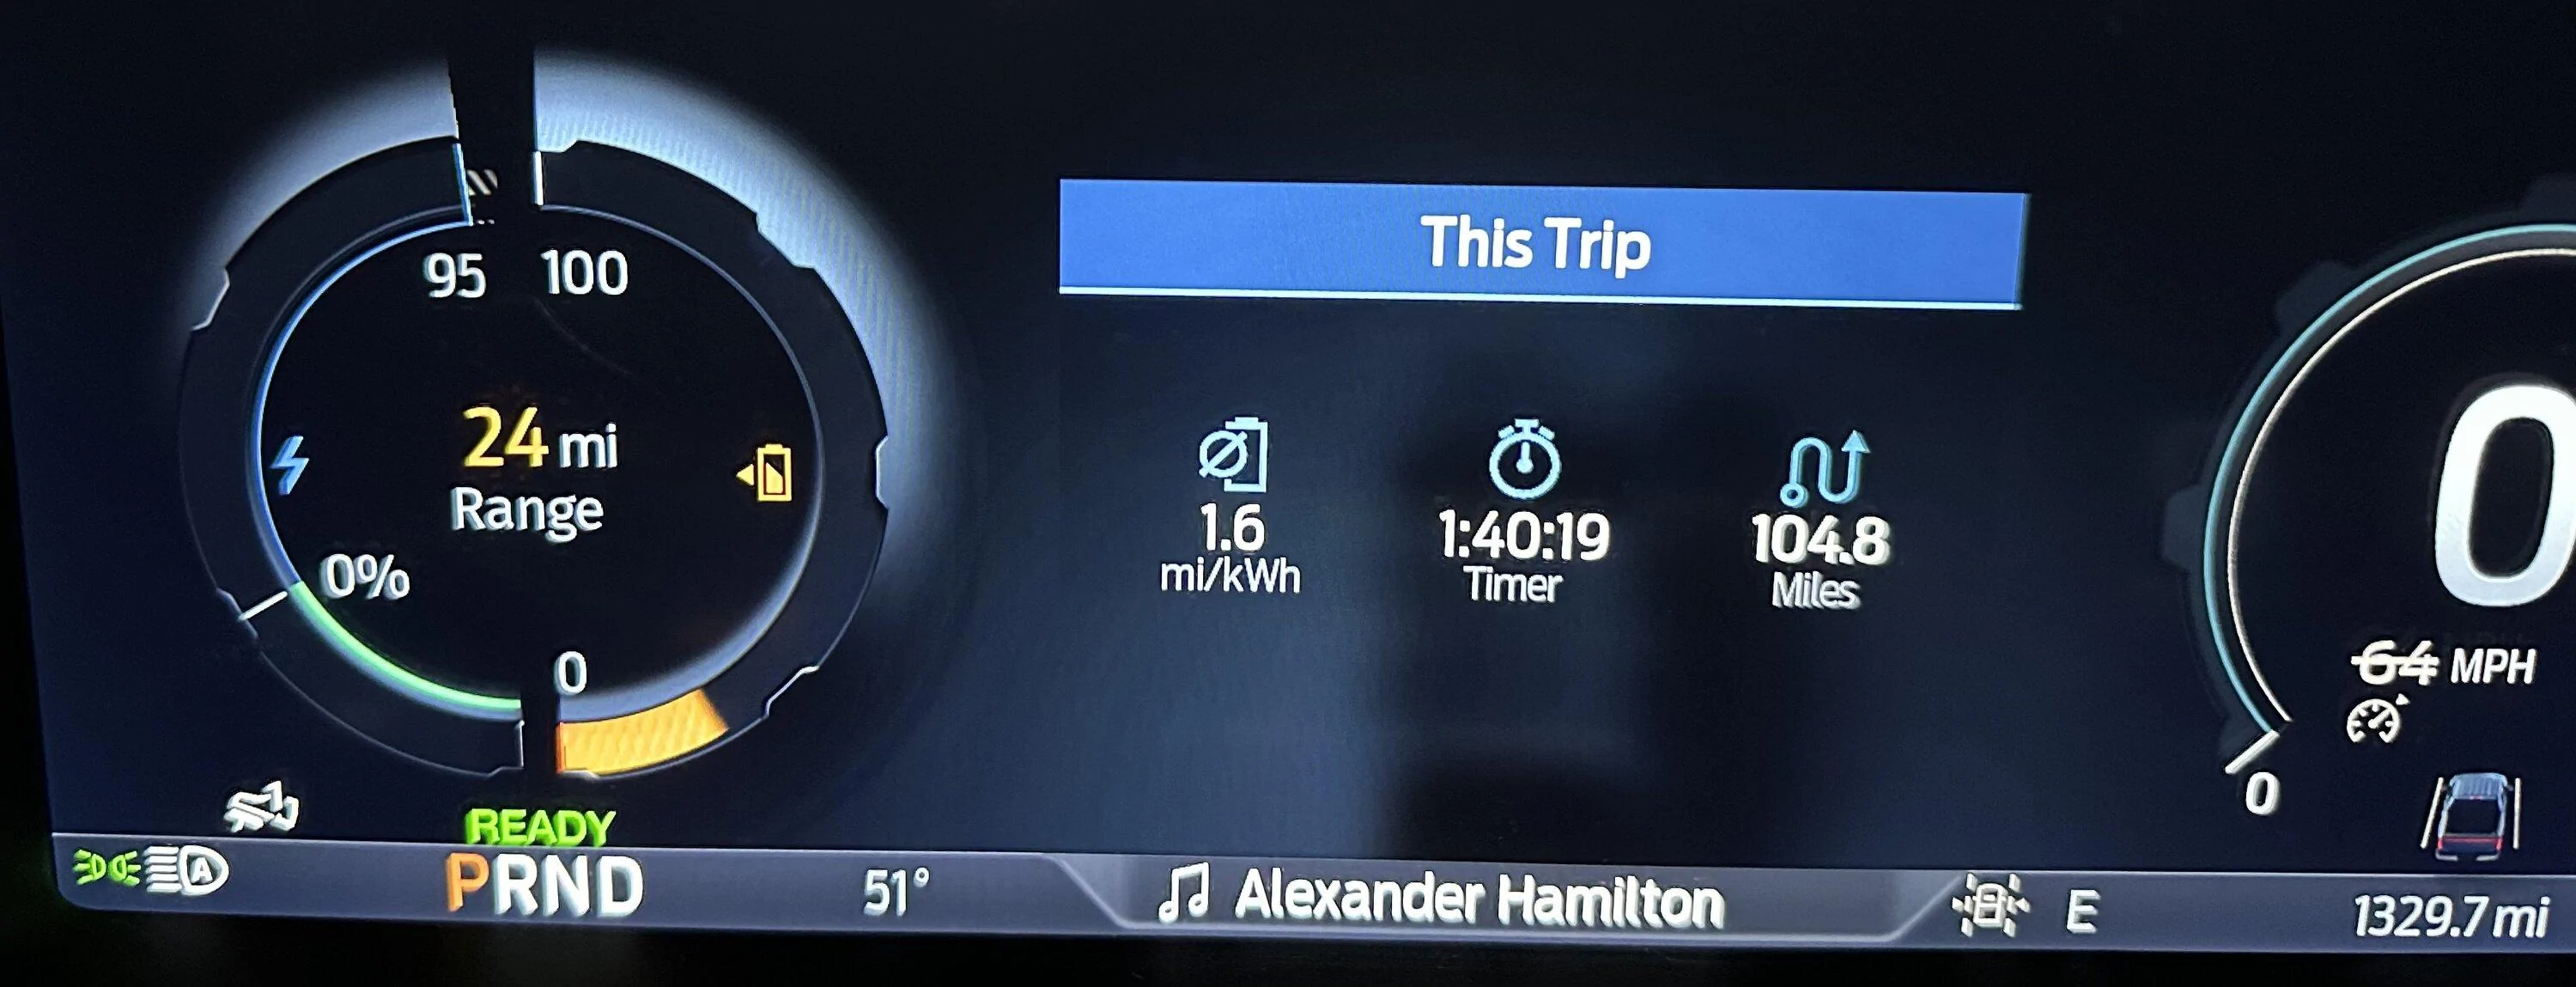 95 100
24 mi
Range
0%
0
This Trip
1.6
mi/kWh
1:40:19
Timer
104.8
Miles
0
64 MPH
0
READY
A
PRND
51°
Alexander Hamilton
E
1329.7 mi